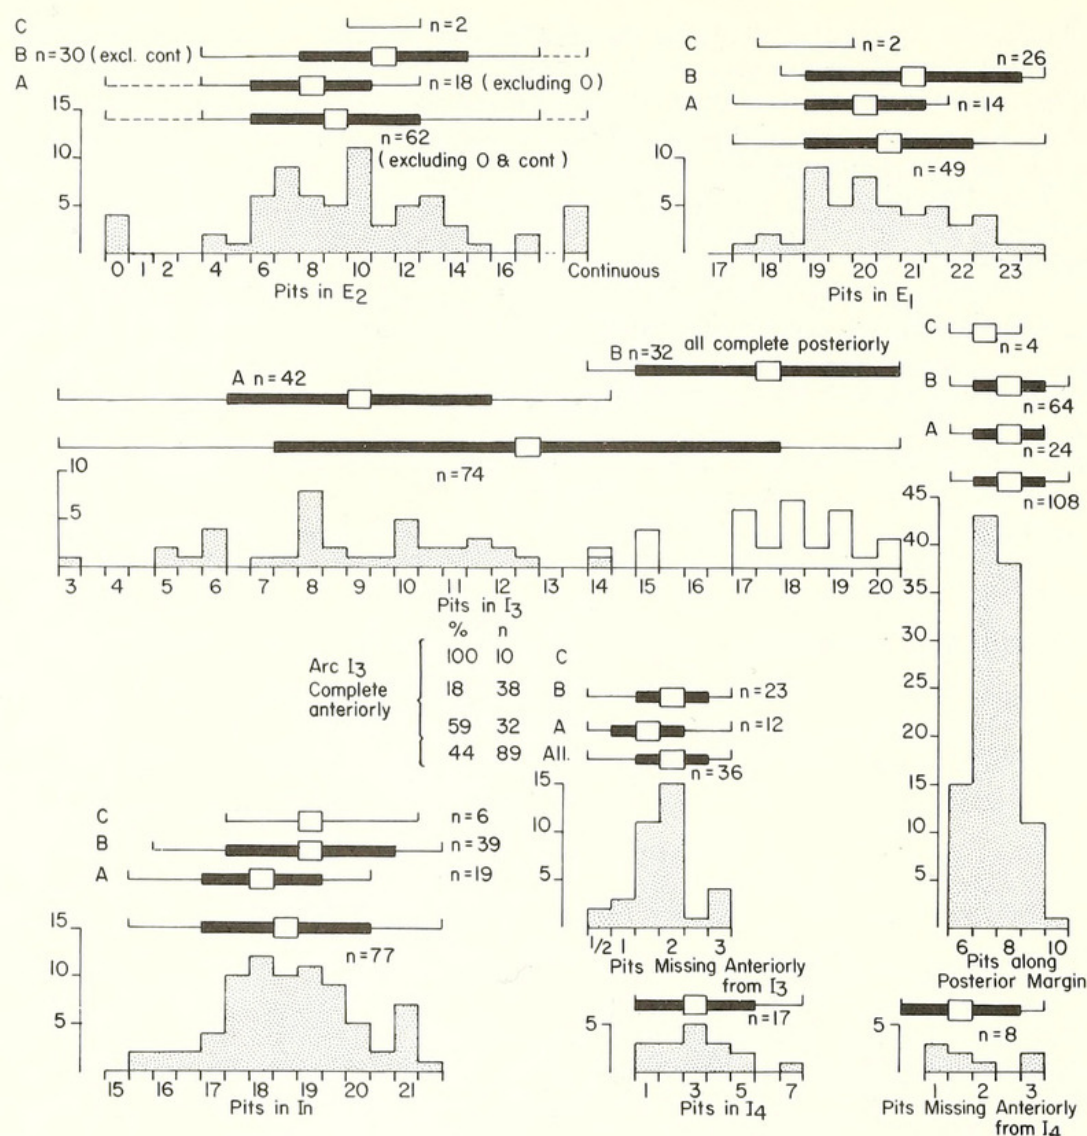 C
n=2
B n=30 (excl. cont)
A
n=18 (excluding O)
n=62
(excluding O & cont)
15
10
5
0 1 2 4 6 8 10 12 14 16 Continuous
Pits in E2
C
n=2
B
n=26
A
n=14
n=49
10
5
17 18 19 20 21 22 23
Pits in E1
A n=42
B n=32 all complete posteriorly
n=74
10
5
3 4 5 6 7 8 9 10 11 12 13 14 15 16 17 18 19 20
Pits in I3
C
n=4
B
n=64
A
n=24
n=108
45
40
35
30
25
20
15
10
5
6 8 10
Pits along
Posterior Margin
% n
Arc I3
Complete
anteriorly
100 10 C
18 38 B
59 32 A
44 89 All.
n=23
n=12
n=36
15
10
5
1/2 1 2 3
Pits Missing Anteriorly
from I3
C
n=6
B
n=39
A
n=19
n=77
15
10
5
15 16 17 18 19 20 21
Pits in In
n=17
5
1 3 5 7
Pits in I4
n=8
5
1 2 3
Pits Missing Anteriorly
from I4